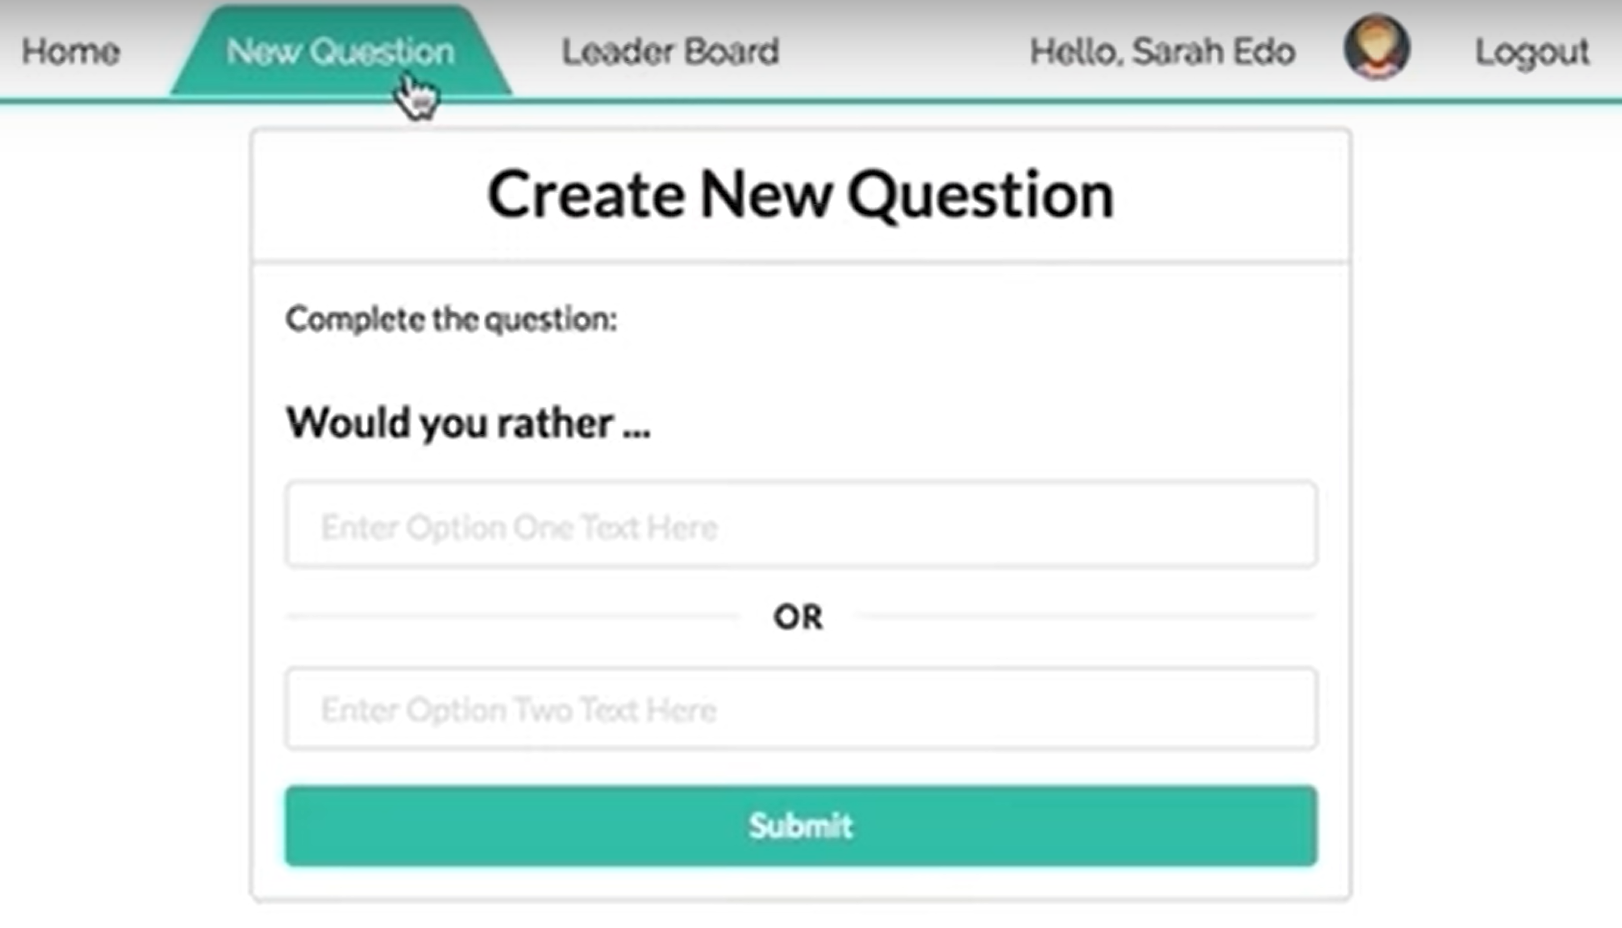 Home New Question Leader Board Hello, Sarah Edo Logout
Create New Question
Complete the question:
Would you rather ...
Enter Option One Text Here
OR
Enter Option Two Text Here
Submit